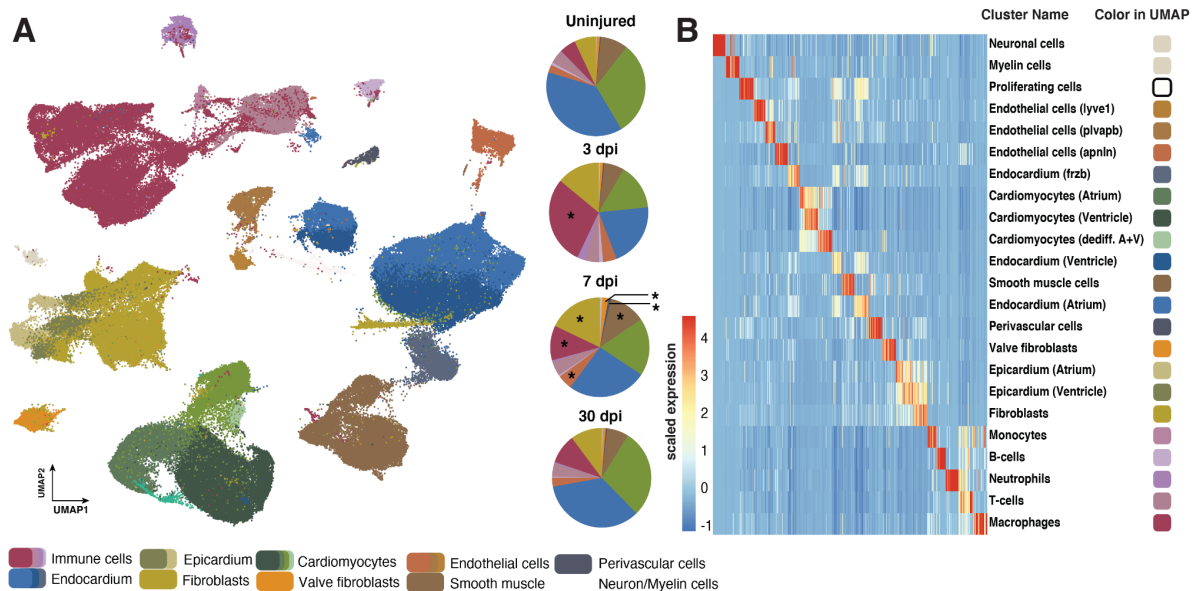 A
Uninjured
3 dpi
*
7 dpi
*
*
*
*
*
*
30 dpi
UMAP2
UMAP1
B
Cluster Name Color in UMAP
Neuronal cells
Myelin cells
Proliferating cells
Endothelial cells (lyve1)
Endothelial cells (plvapb)
Endothelial cells (apnln)
Endocardium (frzb)
Cardiomyocytes (Atrium)
Cardiomyocytes (Ventricle)
Cardiomyocytes (dediff. A+V)
Endocardium (Ventricle)
Smooth muscle cells
Endocardium (Atrium)
Perivascular cells
Valve fibroblasts
Epicardium (Atrium)
Epicardium (Ventricle)
Fibroblasts
Monocytes
B-cells
Neutrophils
T-cells
Macrophages
scaled expression
4
3
2
1
0
-1
Immune cells Epicardium Cardiomyocytes Endothelial cells Perivascular cells
Endocardium Fibroblasts Valve fibroblasts Smooth muscle Neuron/Myelin cells